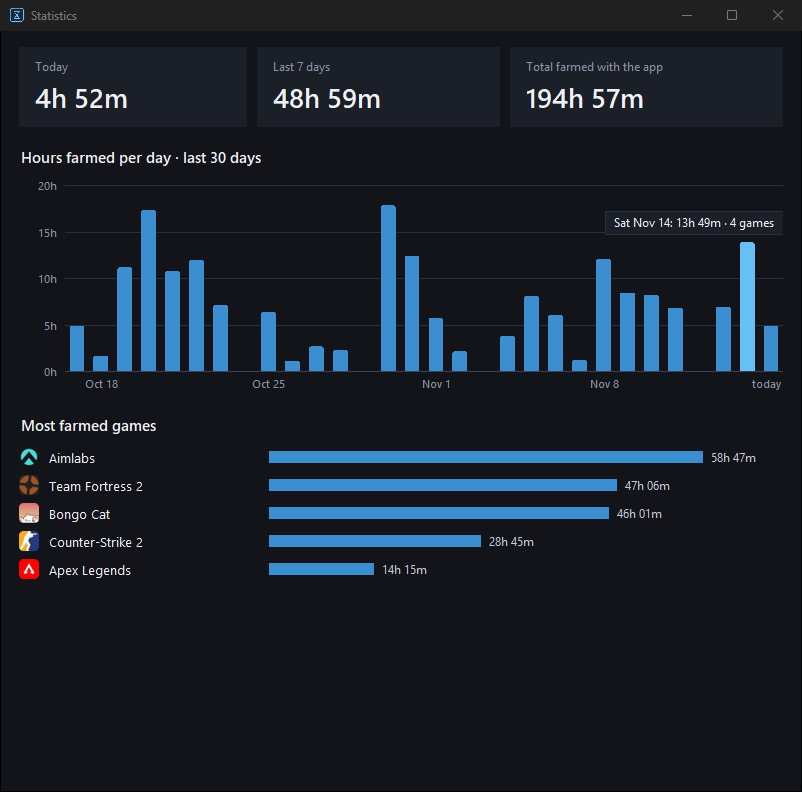 Statistics
Today
4h 52m
Last 7 days
48h 59m
Total farmed with the app
194h 57m
Hours farmed per day · last 30 days
20h
15h
10h
5h
0h
Sat Nov 14: 13h 49m · 4 games
Oct 18
Oct 25
Nov 1
Nov 8
today
Most farmed games
Aimlabs 58h 47m
Team Fortress 2 47h 06m
Bongo Cat 46h 01m
Counter-Strike 2 28h 45m
Apex Legends 14h 15m